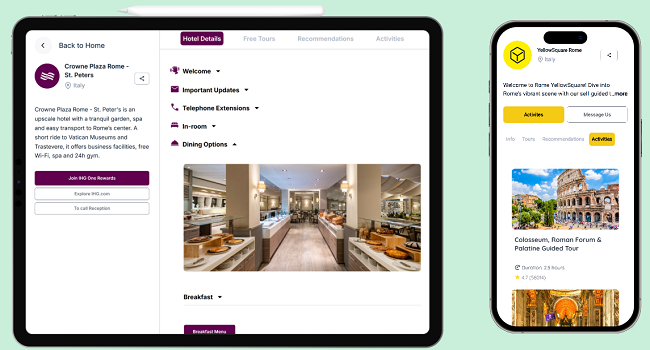 Back to Home
Crowne Plaza Rome -
St. Peters
Italy
Crowne Plaza Rome - St. Peter's is an
upscale hotel with a tranquil garden, spa
and easy transport to Rome's center. A
short ride to Vatican Museums and
Trastevere, it offers business facilities, free
Wi-Fi, spa and 24h gym.
Join IHG One Rewards
Explore IHG.com
To call Reception
Hotel Details
Free Tours
Recommendations
Activities
Welcome
Important Updates
Telephone Extensions
In-room
Dining Options
Breakfast
Breakfast Menu
YellowSquare Rome
Italy
Welcome to Rome YellowSquare! Dive into
Rome's vibrant scene with our self guided t...more
Activites
Message Us
Info
Tours
Recommendations
Activities
Colosseum, Roman Forum &
Palatine Guided Tour
Duration: 2.5 hours
4.7